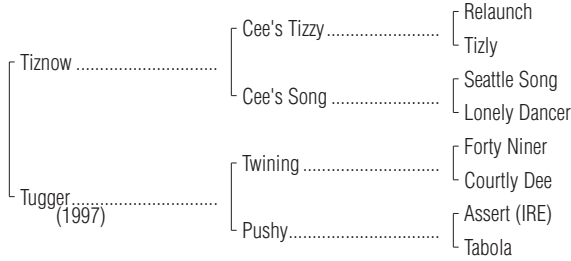 Relaunch
Cee's Tizzy
Tizly
Tiznow
Seattle Song
Cee's Song
Lonely Dancer
Forty Niner
Twining
Courtly Dee
Tugger
(1997)
Assert (IRE)
Pushy
Tabola